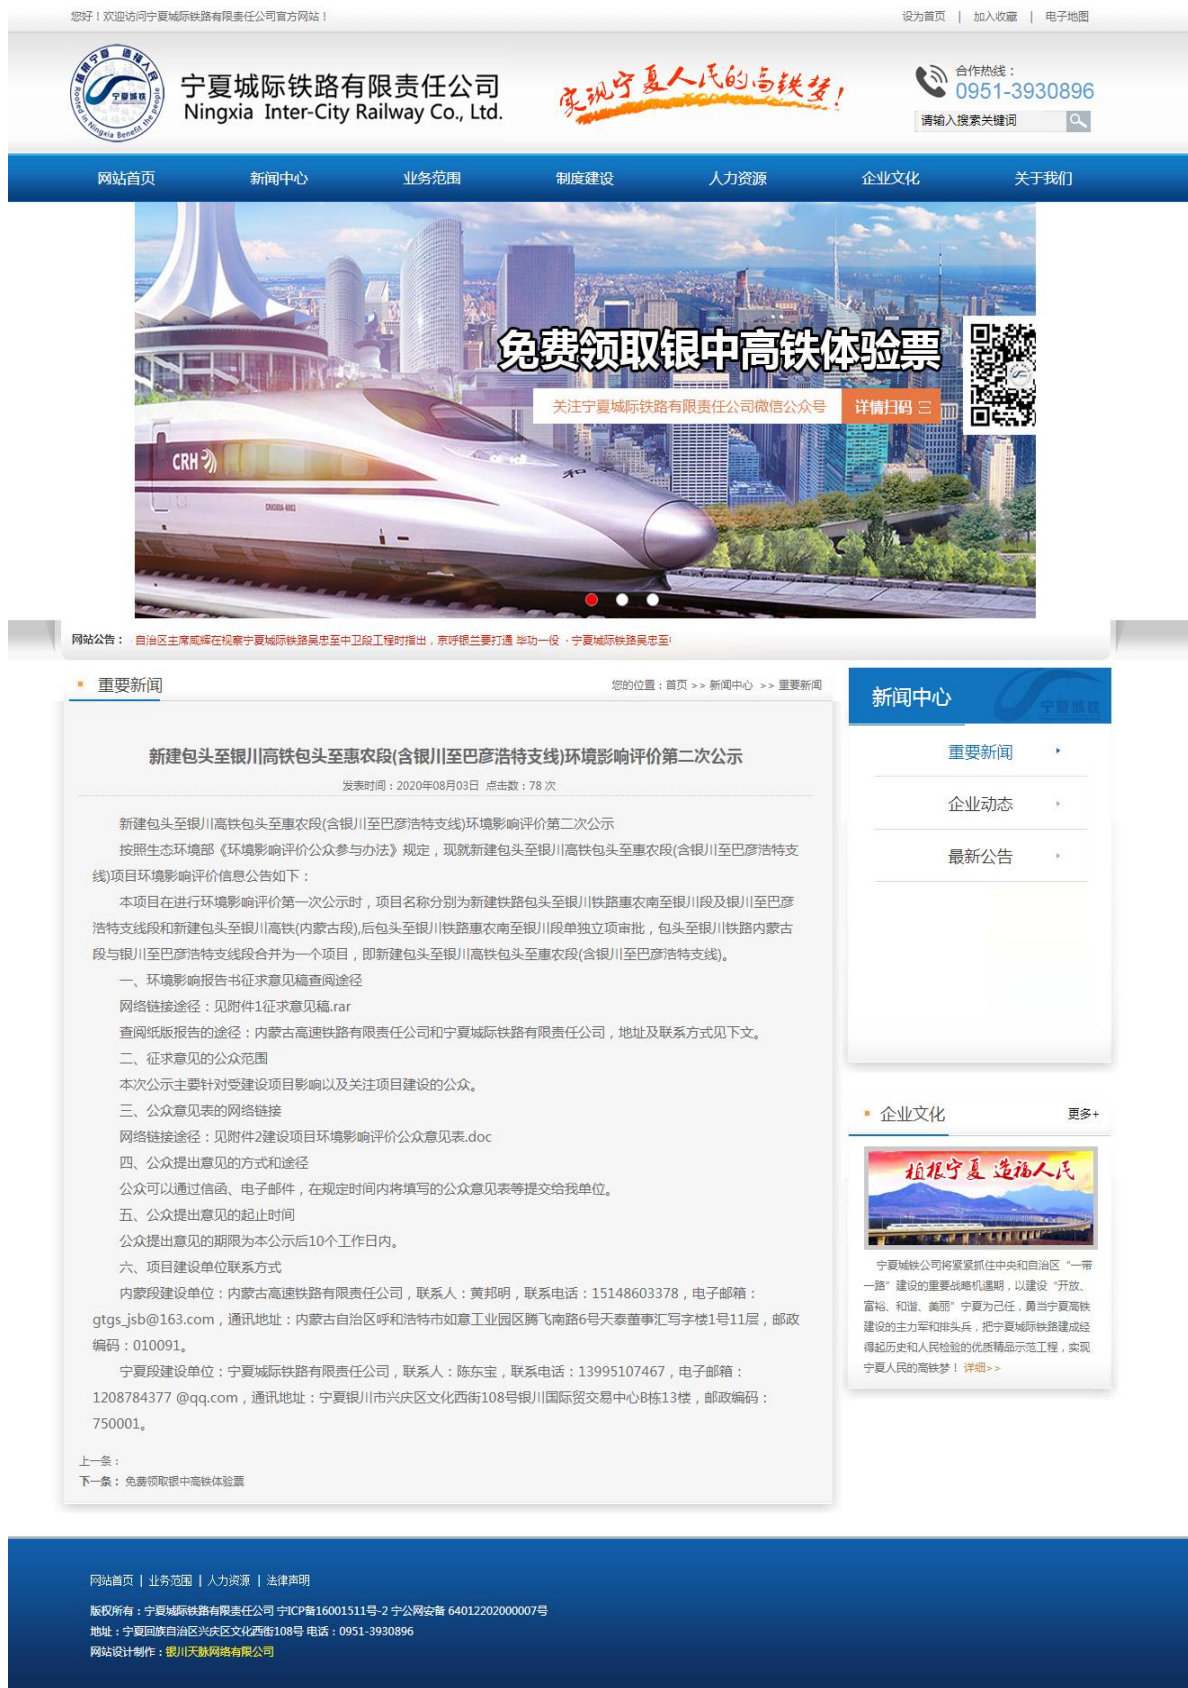 您好！欢迎访问宁夏城际铁路有限责任公司官方网站！
设为首页 | 加入收藏 | 电子地图
植根宁夏 造福人民
宁夏城铁
Rooted in Ningxia Benefit the people
宁夏城际铁路有限责任公司
Ningxia Inter-City Railway Co., Ltd.
实现宁夏人民的高铁梦！
合作热线：
0951-3930896
请输入搜索关键词
网站首页 新闻中心 业务范围 制度建设 人力资源 企业文化 关于我们
免费领取银中高铁体验票
关注宁夏城际铁路有限责任公司微信公众号 详情扫码
CRH
和
网站公告： 自治区主席咸辉在视察宁夏城际铁路吴忠至中卫段工程时指出，京呼银兰要打通 毕功一役 · 宁夏城际铁路吴忠至
重要新闻
您的位置：首页 >> 新闻中心 >> 重要新闻
新建包头至银川高铁包头至惠农段(含银川至巴彦浩特支线)环境影响评价第二次公示
发表时间：2020年08月03日 点击数：78 次
新建包头至银川高铁包头至惠农段(含银川至巴彦浩特支线)环境影响评价第二次公示
按照生态环境部《环境影响评价公众参与办法》规定，现就新建包头至银川高铁包头至惠农段(含银川至巴彦浩特支
线)项目环境影响评价信息公告如下：
本项目在进行环境影响评价第一次公示时，项目名称分别为新建铁路包头至银川铁路惠农南至银川段及银川至巴彦
浩特支线段和新建包头至银川高铁(内蒙古段),后包头至银川铁路惠农南至银川段单独立项审批，包头至银川铁路内蒙古
段与银川至巴彦浩特支线段合并为一个项目，即新建包头至银川高铁包头至惠农段(含银川至巴彦浩特支线)。
一、环境影响报告书征求意见稿查阅途径
网络链接途径：见附件1征求意见稿.rar
查阅纸版报告的途径：内蒙古高速铁路有限责任公司和宁夏城际铁路有限责任公司，地址及联系方式见下文。
二、征求意见的公众范围
本次公示主要针对受建设项目影响以及关注项目建设的公众。
三、公众意见表的网络链接
网络链接途径：见附件2建设项目环境影响评价公众意见表.doc
四、公众提出意见的方式和途径
公众可以通过信函、电子邮件，在规定时间内将填写的公众意见表等提交给我单位。
五、公众提出意见的起止时间
公众提出意见的期限为本公示后10个工作日内。
六、项目建设单位联系方式
内蒙段建设单位：内蒙古高速铁路有限责任公司，联系人：黄邦明，联系电话：15148603378，电子邮箱：
gtgs_jsb@163.com，通讯地址：内蒙古自治区呼和浩特市如意工业园区腾飞南路6号天泰董事汇写字楼1号11层，邮政
编码：010091。
宁夏段建设单位：宁夏城际铁路有限责任公司，联系人：陈东宝，联系电话：13995107467，电子邮箱：
1208784377 @qq.com，通讯地址：宁夏银川市兴庆区文化西街108号银川国际贸交易中心B栋13楼，邮政编码：
750001。
上一条：
下一条： 免费领取银中高铁体验票
新闻中心
宁夏城铁
重要新闻
企业动态
最新公告
企业文化 更多+
植根宁夏 造福人民
宁夏城铁公司将紧紧抓住中央和自治区“一带
一路”建设的重要战略机遇期，以建设“开放、
富裕、和谐、美丽”宁夏为己任，勇当宁夏高铁
建设的主力军和排头兵，把宁夏城际铁路建成经
得起历史和人民检验的优质精品示范工程，实现
宁夏人民的高铁梦！ 详细>>
网站首页 | 业务范围 | 人力资源 | 法律声明
版权所有：宁夏城际铁路有限责任公司 宁ICP备16001511号-2 宁公网安备 64012202000007号
地址：宁夏回族自治区兴庆区文化西街108号 电话：0951-3930896
网站设计制作：银川天脉网络有限公司